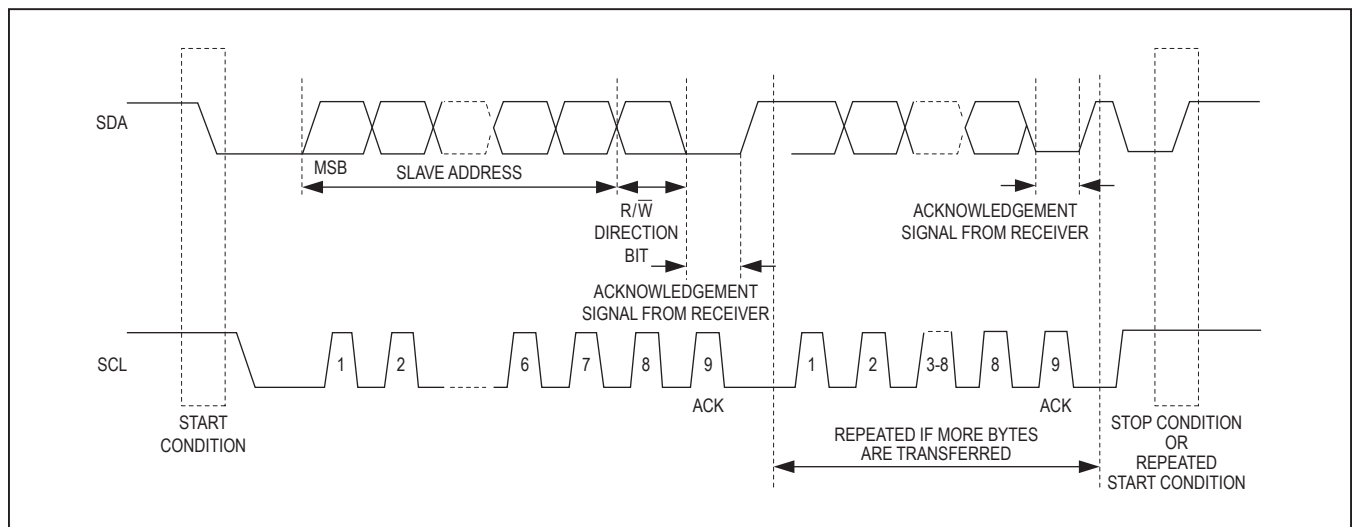 SDA
MSB
SLAVE ADDRESS
R/W̅
DIRECTION
BIT
ACKNOWLEDGEMENT
SIGNAL FROM RECEIVER
ACKNOWLEDGEMENT
SIGNAL FROM RECEIVER
SCL
1 2 6 7 8 9 1 2 3-8 8 9
ACK
ACK
START
CONDITION
REPEATED IF MORE BYTES
ARE TRANSFERRED
STOP CONDITION
OR
REPEATED
START CONDITION